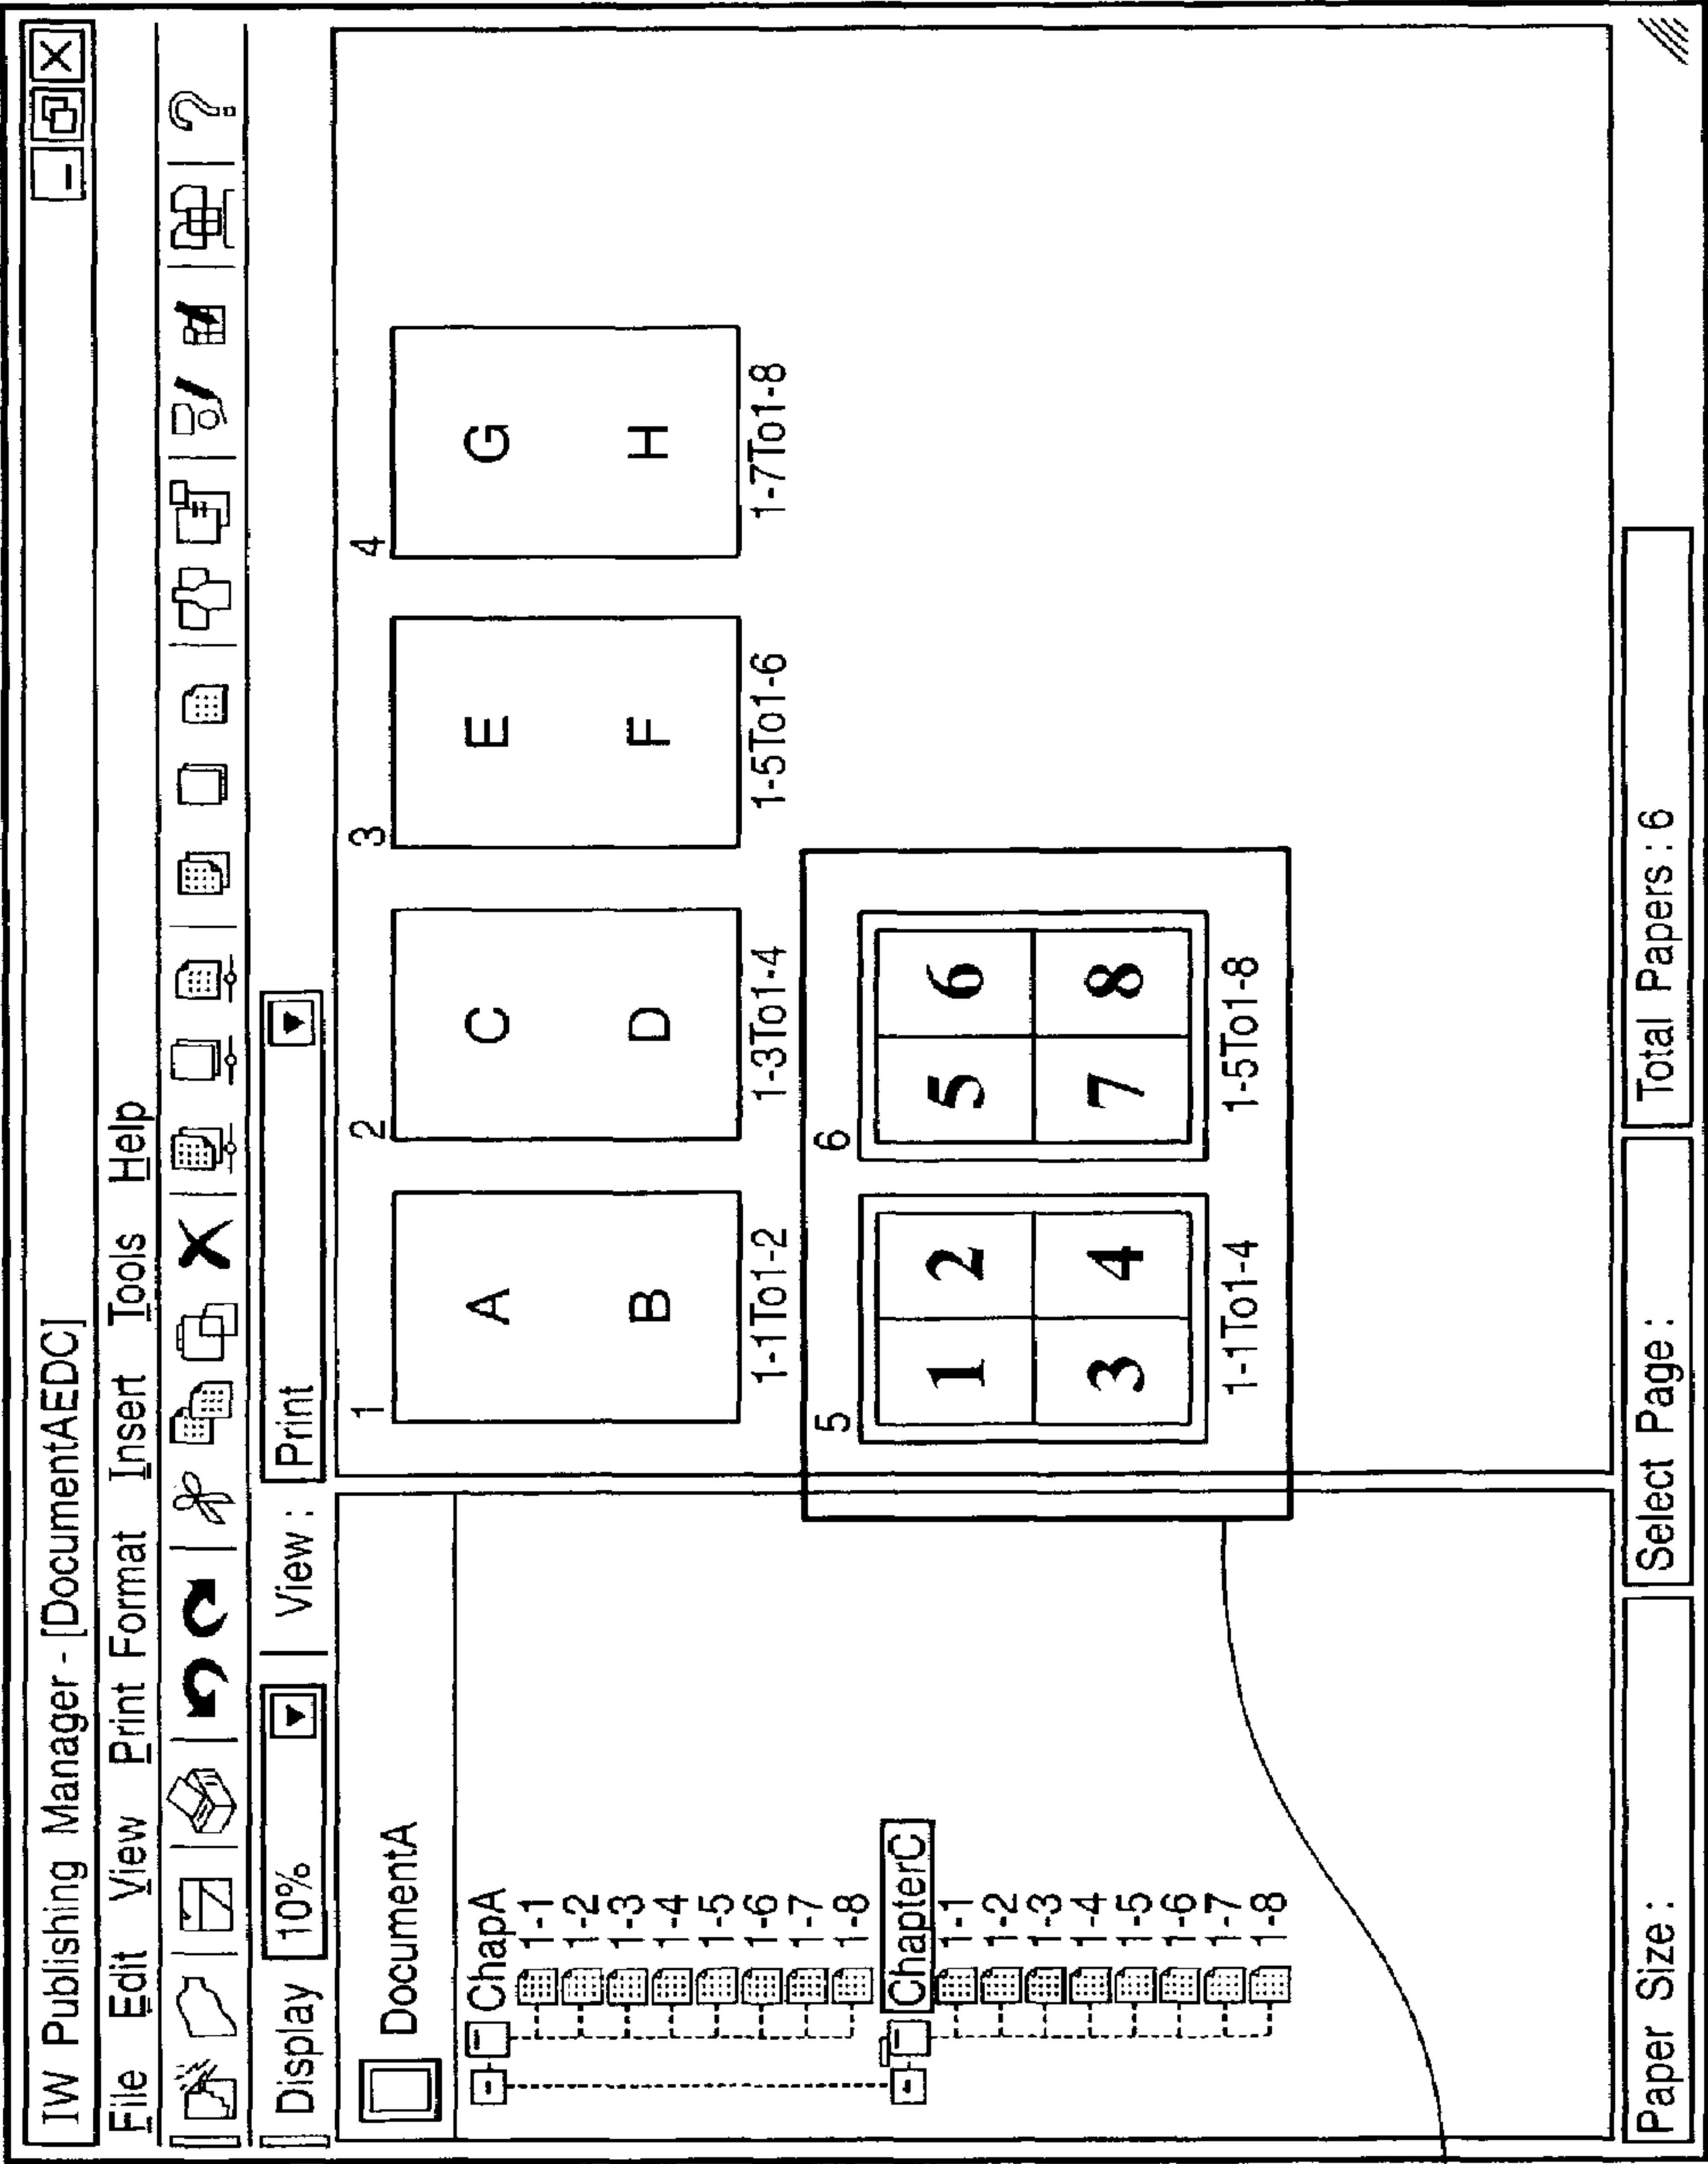 IW Publishing Manager - [DocumentAEDC]
File Edit View Print Format Insert Tools Help
Display 10% View : Print
DocumentA
ChapA
1-1
1-2
1-3
1-4
1-5
1-6
1-7
1-8
ChapterC
1-1
1-2
1-3
1-4
1-5
1-6
1-7
1-8
1 2 3 4
A C E G
B D F H
1-1To1-2 1-3To1-4 1-5To1-6 1-7To1-8
5 6
1 2 5 6
3 4 7 8
1-1To1-4 1-5To1-8
Paper Size : Select Page : Total Papers : 6